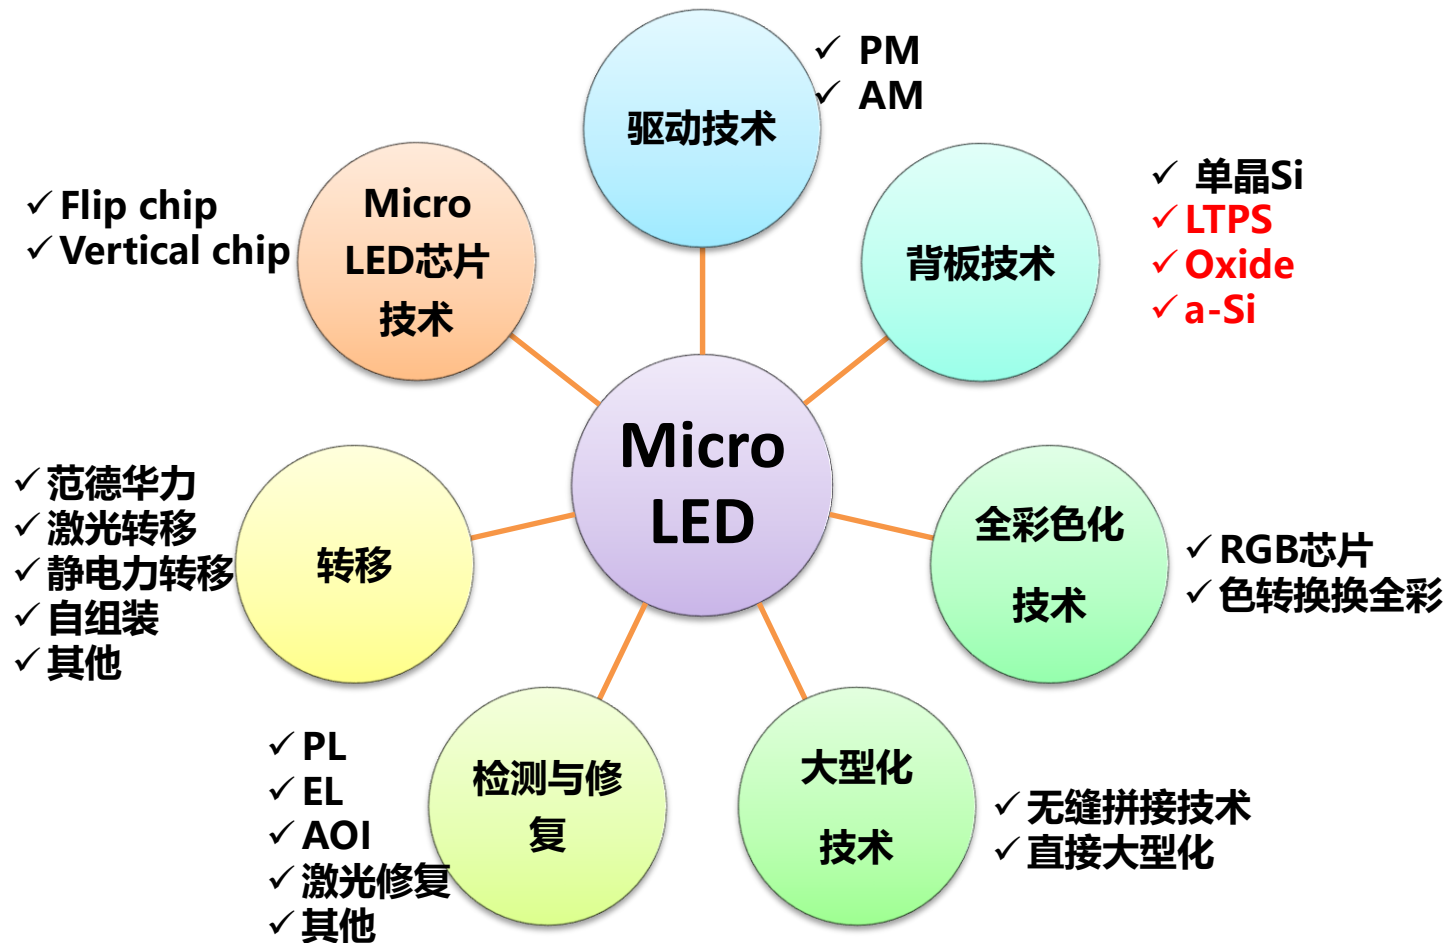 驱动技术
✓ PM
✓ AM
背板技术
✓ 单晶Si
✓ LTPS
✓ Oxide
✓ a-Si
Micro
LED芯片
技术
✓ Flip chip
✓ Vertical chip
Micro
LED
全彩色化
技术
✓ RGB芯片
✓ 色转换换全彩
转移
✓ 范德华力
✓ 激光转移
✓ 静电力转移
✓ 自组装
✓ 其他
检测与修
复
✓ PL
✓ EL
✓ AOI
✓ 激光修复
✓ 其他
大型化
技术
✓ 无缝拼接技术
✓ 直接大型化